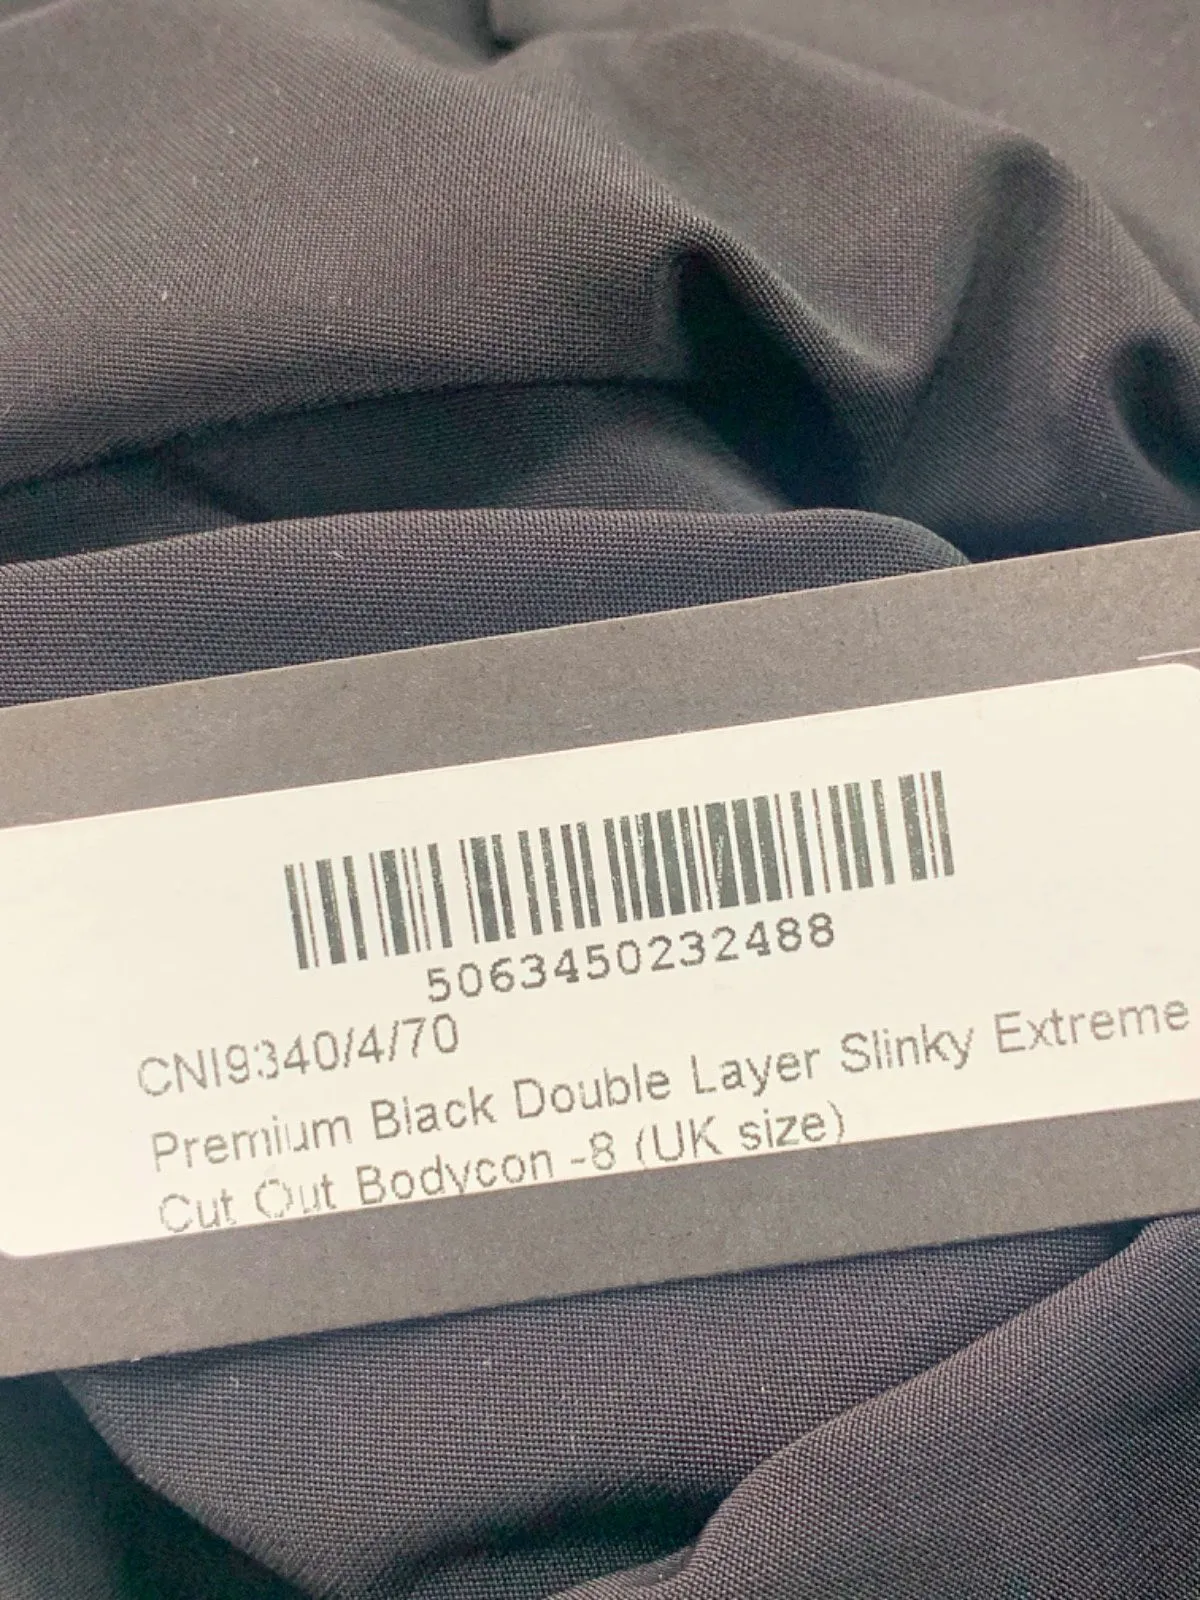 5063450232488
CNI9340/4/70
Premium Black Double Layer Slinky Extreme
Cut Out Bodycon -8 (UK size)